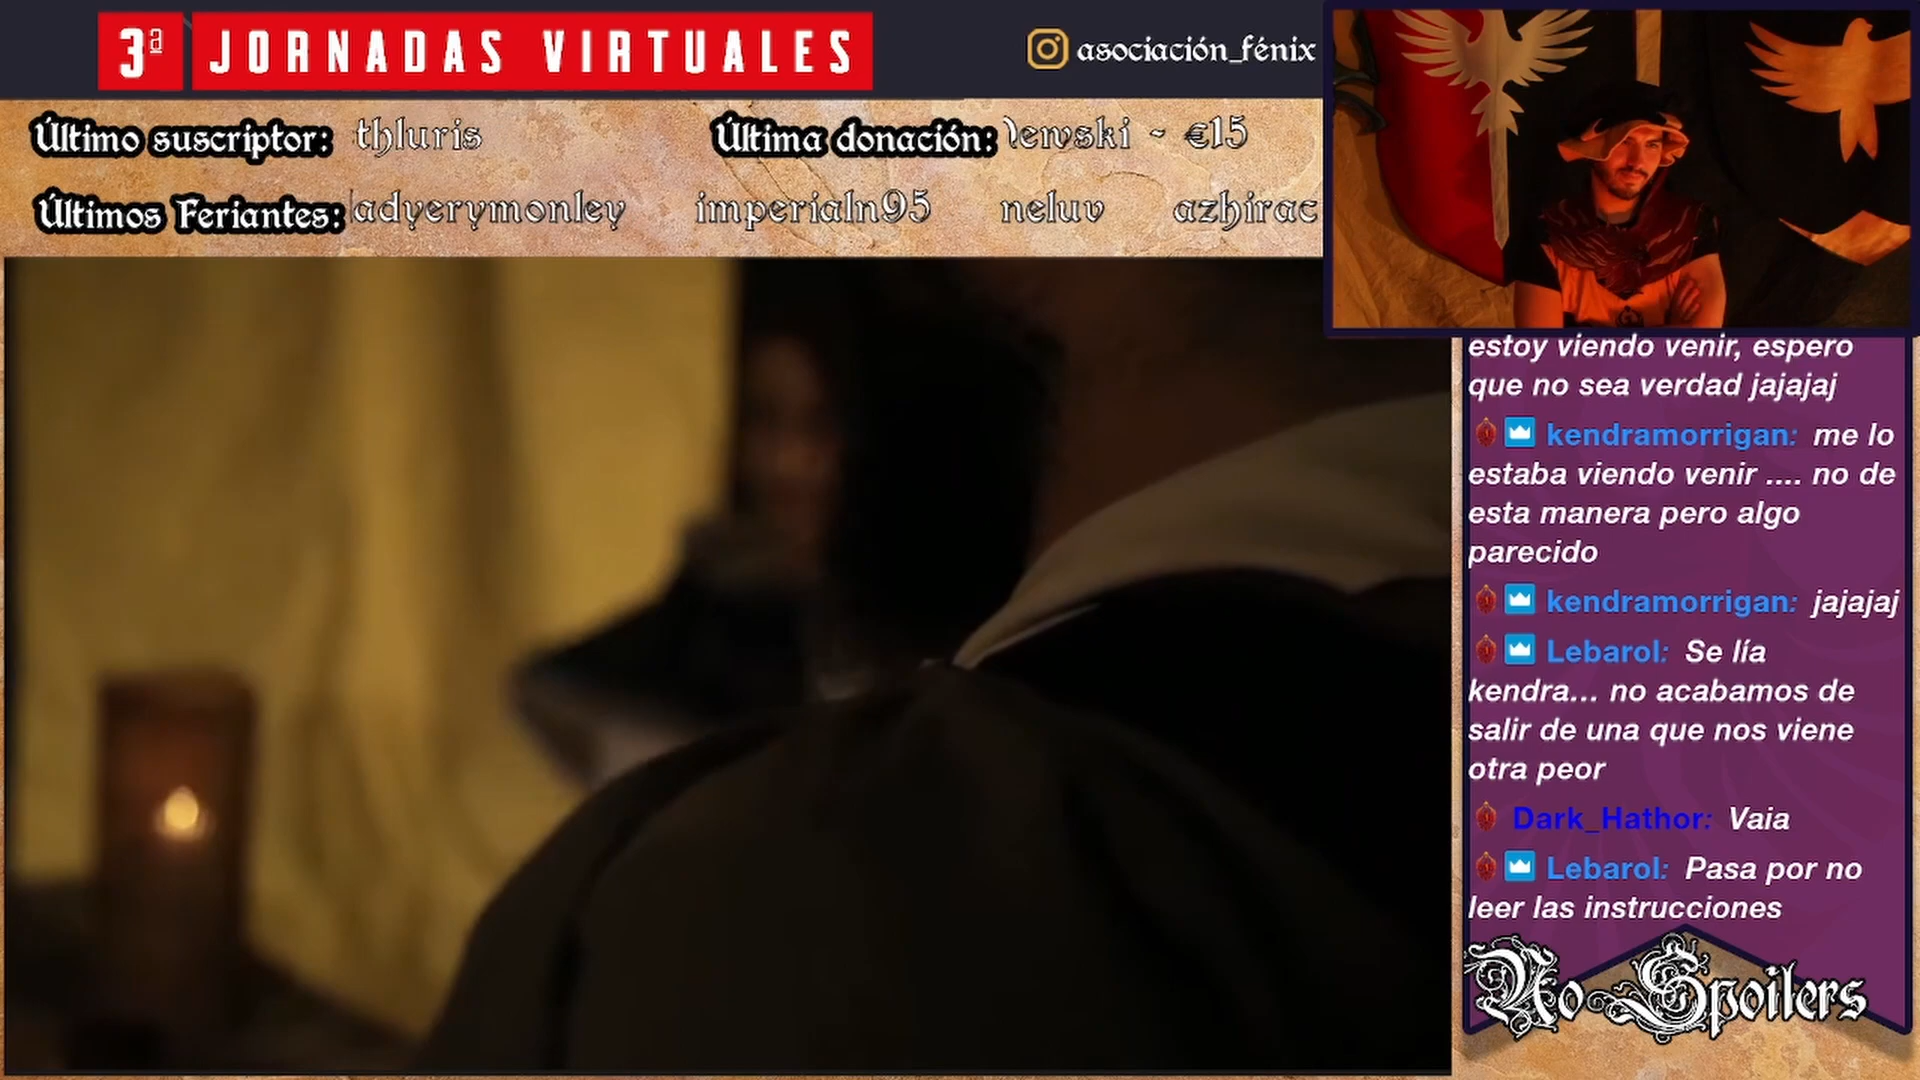 3ª JORNADAS VIRTUALES
asociación_fénix
Último suscriptor: thluris
Última donación: lewski - €15
Últimos Feriantes: ladyerymonley imperialn95 neluv azhirac
estoy viendo venir, espero
que no sea verdad jajajaj
kendramorrigan: me lo
estaba viendo venir .... no de
esta manera pero algo
parecido
kendramorrigan: jajajaj
Lebarol: Se lía
kendra... no acabamos de
salir de una que nos viene
otra peor
Dark_Hathor: Vaia
Lebarol: Pasa por no
leer las instrucciones
No Spoilers